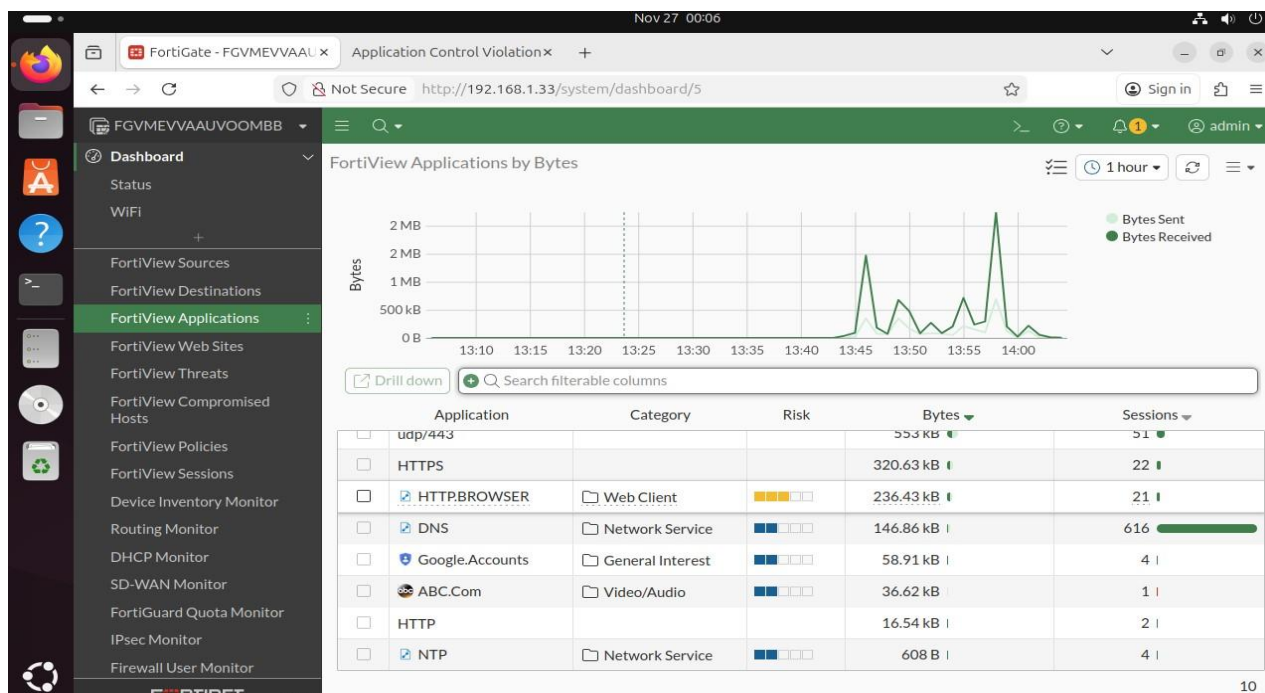 Nov 27 00:06
FortiGate - FGVMEVVAAU
Application Control Violation
Not Secure http://192.168.1.33/system/dashboard/5
Sign in
FGVMEVVAAUVOOMBB
1
admin
Dashboard
Status
WiFi
FortiView Sources
FortiView Destinations
FortiView Applications
FortiView Web Sites
FortiView Threats
FortiView Compromised
Hosts
FortiView Policies
FortiView Sessions
Device Inventory Monitor
Routing Monitor
DHCP Monitor
SD-WAN Monitor
FortiGuard Quota Monitor
IPsec Monitor
Firewall User Monitor
FortiView Applications by Bytes
1 hour
Bytes
2 MB
2 MB
1 MB
500 kB
0 B
13:10 13:15 13:20 13:25 13:30 13:35 13:40 13:45 13:50 13:55 14:00
Bytes Sent
Bytes Received
Drill down
Search filterable columns
Application Category Risk Bytes Sessions
udp/443 553 kB 51
HTTPS 320.63 kB 22
HTTP.BROWSER Web Client 236.43 kB 21
DNS Network Service 146.86 kB 616
Google.Accounts General Interest 58.91 kB 4
abc ABC.Com Video/Audio 36.62 kB 1
HTTP 16.54 kB 2
NTP Network Service 608 B 4
10